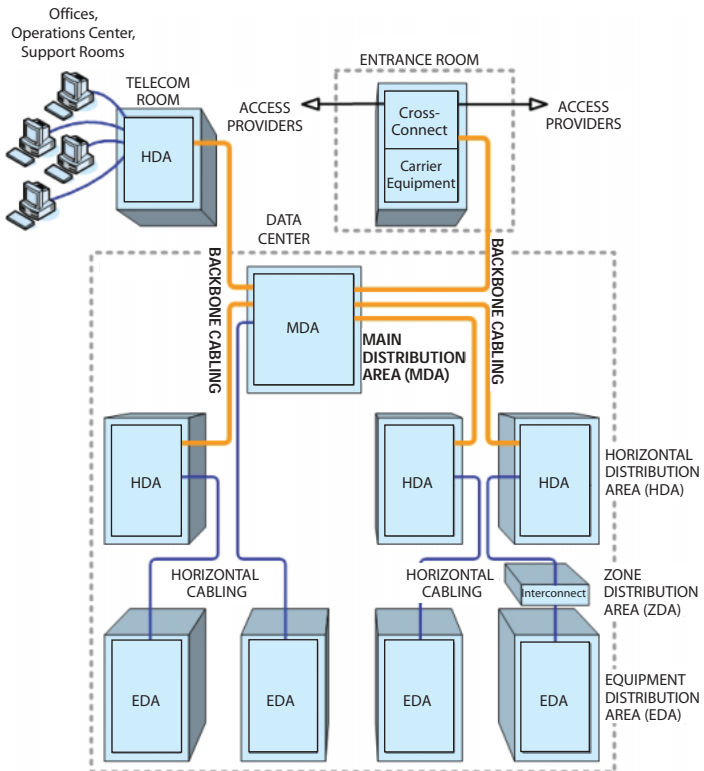 Offices,
Operations Center,
Support Rooms
TELECOM
ROOM
HDA
ENTRANCE ROOM
ACCESS
PROVIDERS
Cross-
Connect
Carrier
Equipment
ACCESS
PROVIDERS
DATA
CENTER
BACKBONE CABLING
BACKBONE CABLING
MDA
MAIN
DISTRIBUTION
AREA (MDA)
HDA
HDA
HDA
HORIZONTAL
DISTRIBUTION
AREA (HDA)
HORIZONTAL
CABLING
HORIZONTAL
CABLING
Interconnect
ZONE
DISTRIBUTION
AREA (ZDA)
EDA
EDA
EDA
EDA
EQUIPMENT
DISTRIBUTION
AREA (EDA)